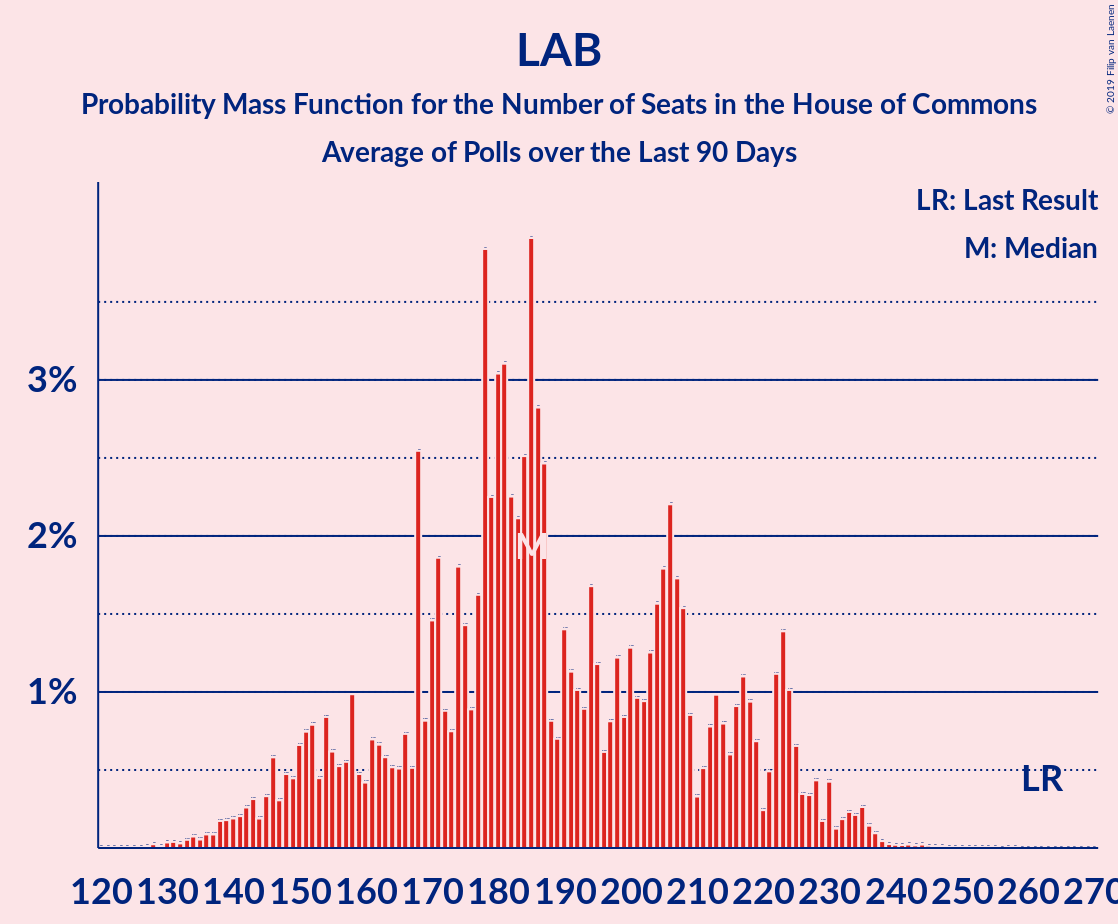 LAB
Probability Mass Function for the Number of Seats in the House of Commons
Average of Polls over the Last 90 Days
© 2019 Filip van Laenen
LR: Last Result
M: Median
3%
2%
1%
M
LR
120 130 140 150 160 170 180 190 200 210 220 230 240 250 260 270